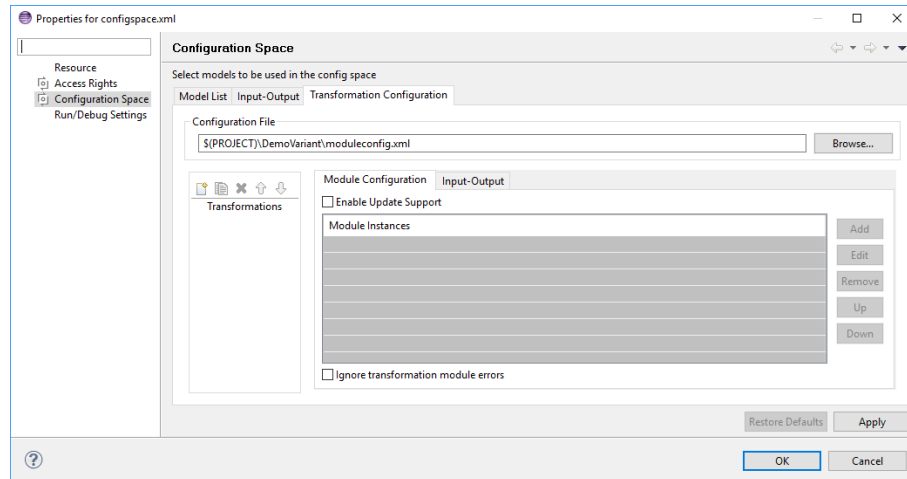 Properties for configspace.xml
Resource
Access Rights
Configuration Space
Run/Debug Settings
Configuration Space
Select models to be used in the config space
Model List Input-Output Transformation Configuration
Configuration File
$(PROJECT)\DemoVariant\moduleconfig.xml Browse...
Transformations
Module Configuration Input-Output
Enable Update Support
Module Instances
Add
Edit
Remove
Up
Down
Ignore transformation module errors
Restore Defaults Apply
OK Cancel